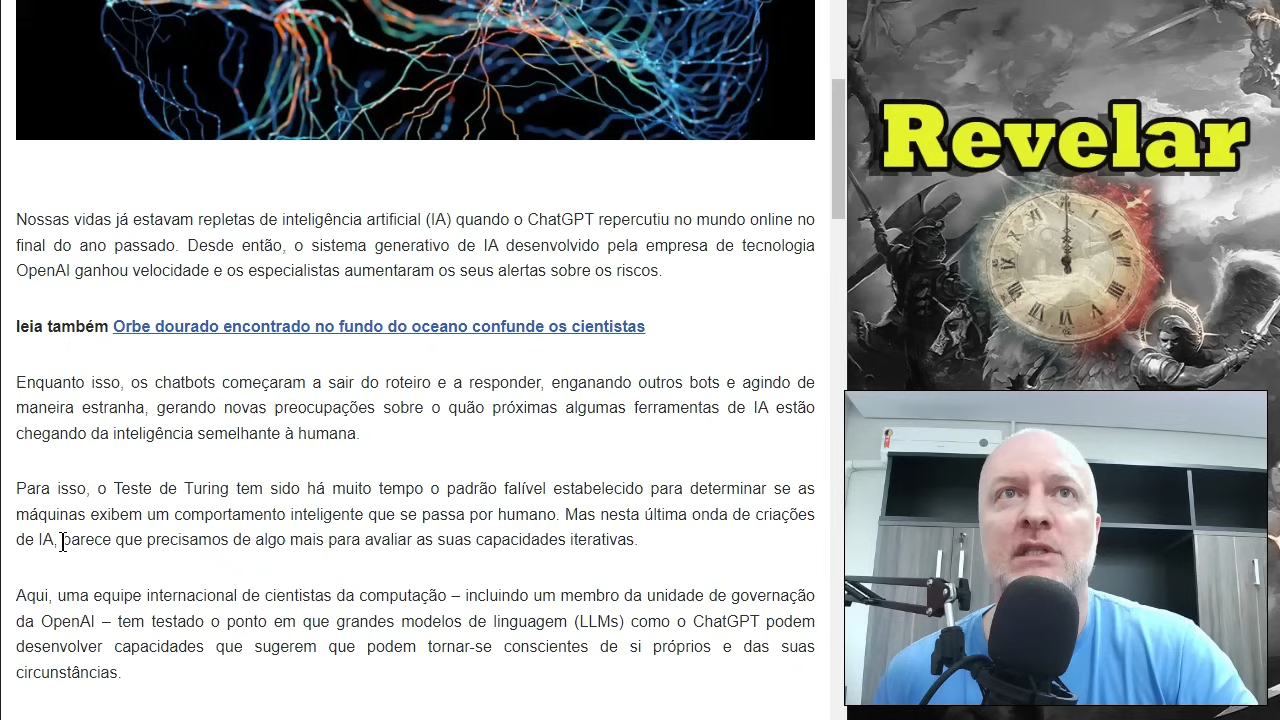 Nossas vidas já estavam repletas de inteligência artificial (IA) quando o ChatGPT repercutiu no mundo online no
final do ano passado. Desde então, o sistema generativo de IA desenvolvido pela empresa de tecnologia
OpenAI ganhou velocidade e os especialistas aumentaram os seus alertas sobre os riscos.
leia também Orbe dourado encontrado no fundo do oceano confunde os cientistas
Enquanto isso, os chatbots começaram a sair do roteiro e a responder, enganando outros bots e agindo de
maneira estranha, gerando novas preocupações sobre o quão próximas algumas ferramentas de IA estão
chegando da inteligência semelhante à humana.
Para isso, o Teste de Turing tem sido há muito tempo o padrão falível estabelecido para determinar se as
máquinas exibem um comportamento inteligente que se passa por humano. Mas nesta última onda de criações
de IA, parece que precisamos de algo mais para avaliar as suas capacidades iterativas.
Aqui, uma equipe internacional de cientistas da computação – incluindo um membro da unidade de governação
da OpenAI – tem testado o ponto em que grandes modelos de linguagem (LLMs) como o ChatGPT podem
desenvolver capacidades que sugerem que podem tornar-se conscientes de si próprios e das suas
circunstâncias.
Revelar